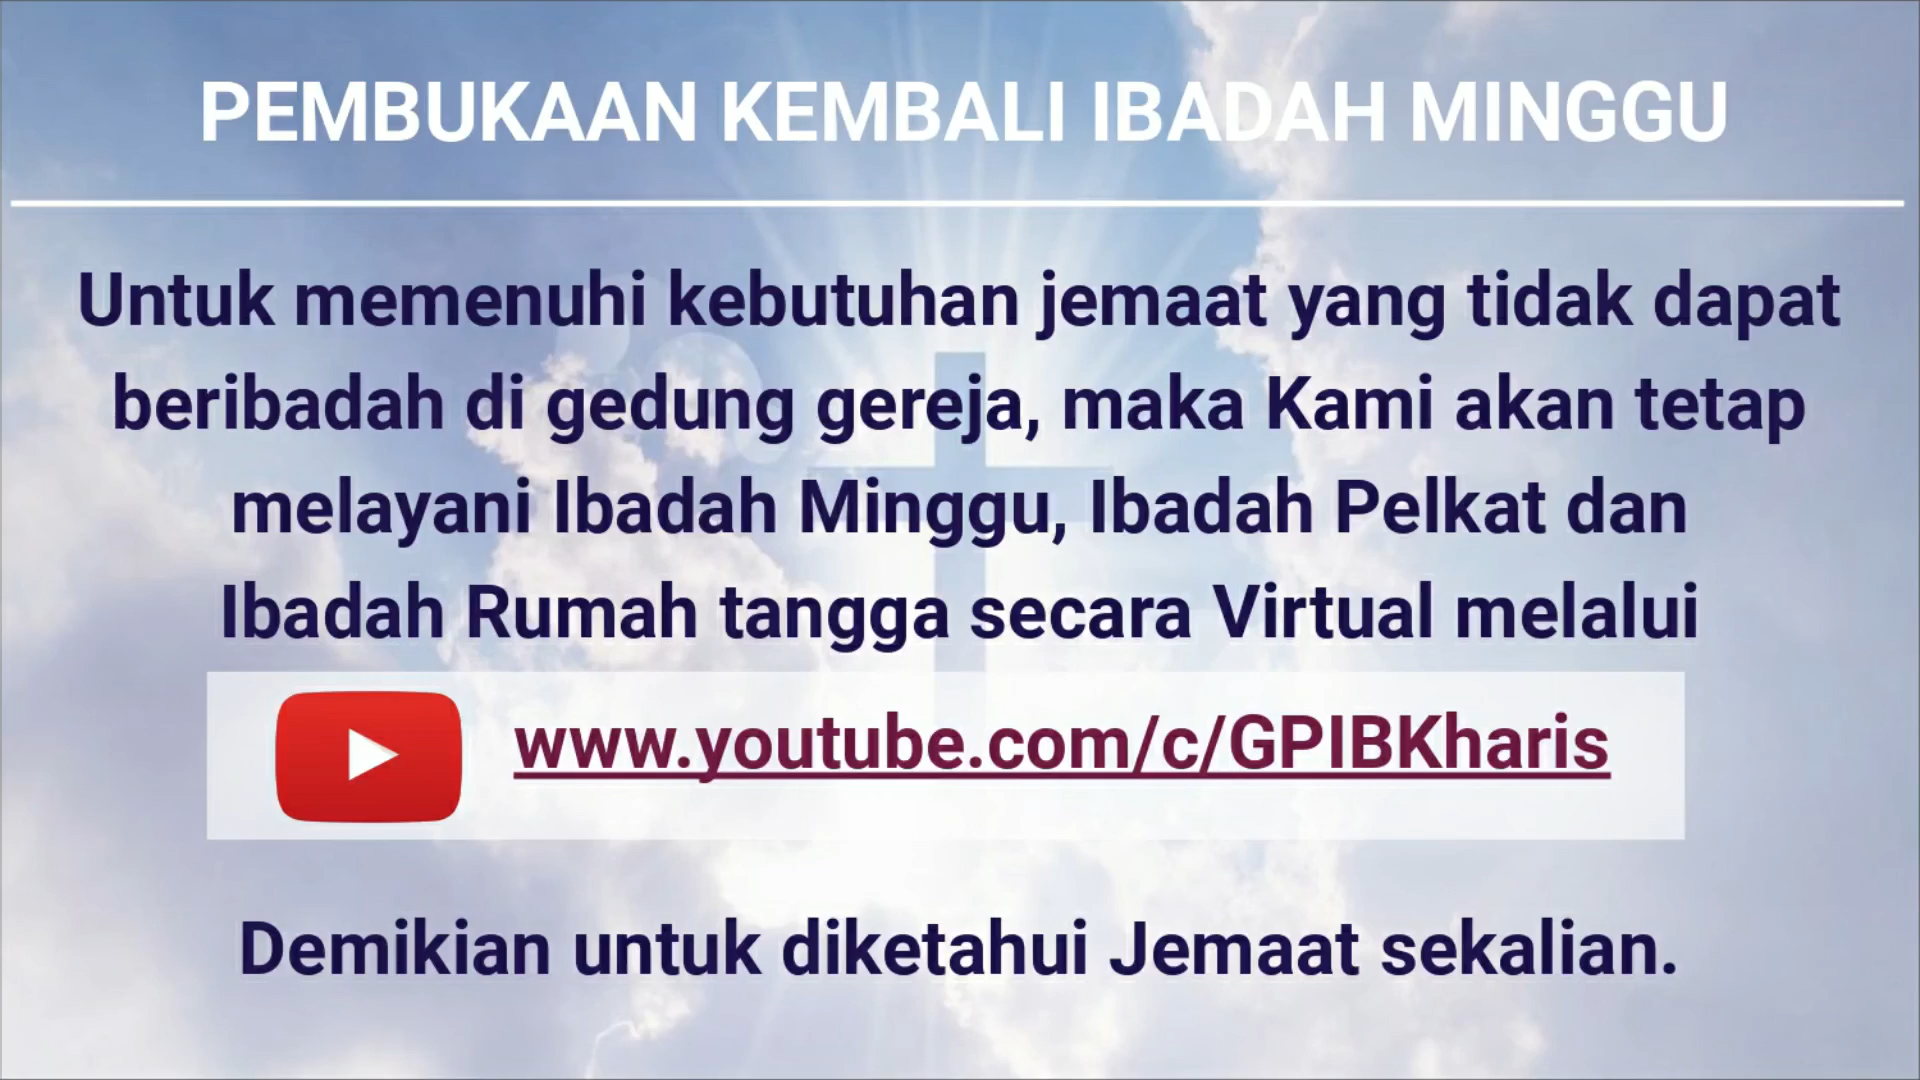 PEMBUKAAN KEMBALI IBADAH MINGGU
Untuk memenuhi kebutuhan jemaat yang tidak dapat
beribadah di gedung gereja, maka Kami akan tetap
melayani Ibadah Minggu, Ibadah Pelkat dan
Ibadah Rumah tangga secara Virtual melalui
www.youtube.com/c/GPIBKharis
Demikian untuk diketahui Jemaat sekalian.